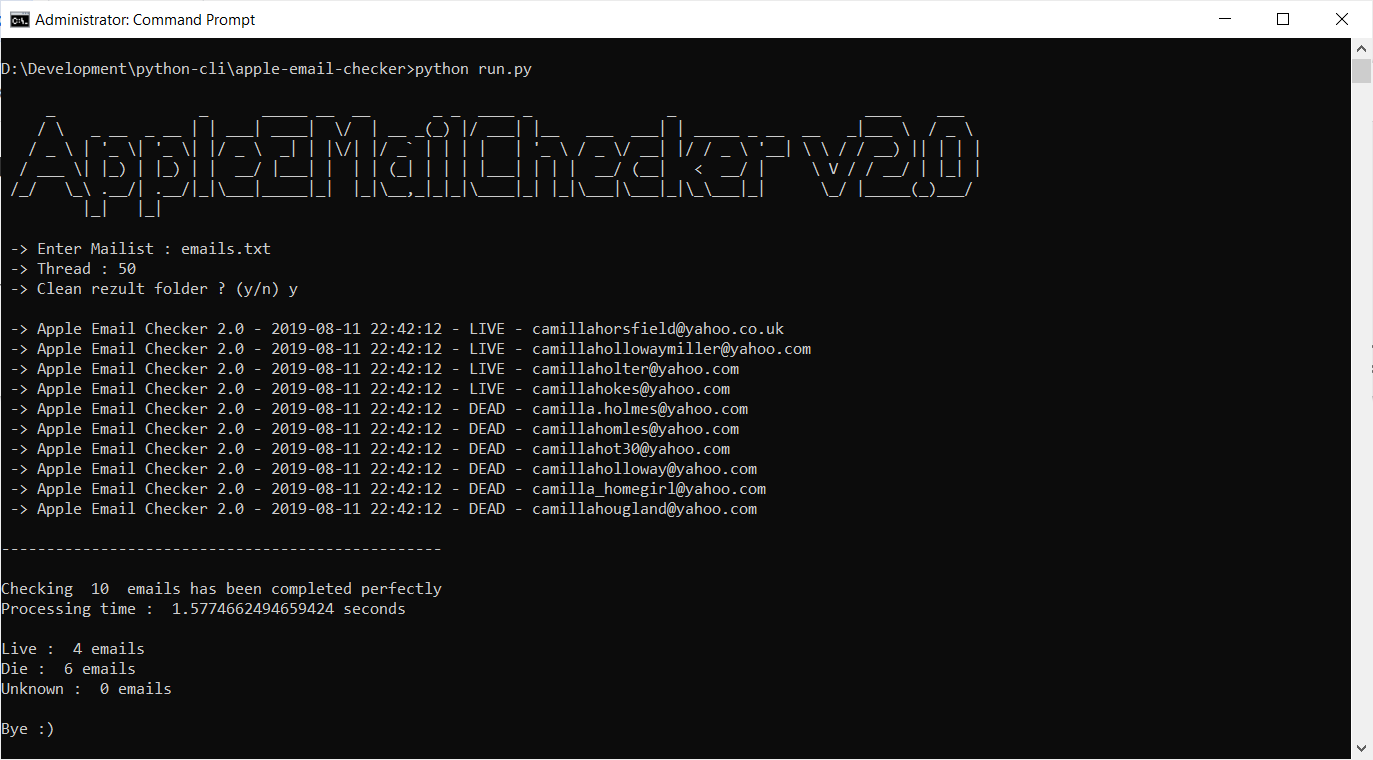 Administrator: Command Prompt
D:\Development\python-cli\apple-email-checker>python run.py
AppleEMailChecker v2.0
-> Enter Mailist : emails.txt
-> Thread : 50
-> Clean rezult folder ? (y/n) y
-> Apple Email Checker 2.0 - 2019-08-11 22:42:12 - LIVE - camillahorsfield@yahoo.co.uk
-> Apple Email Checker 2.0 - 2019-08-11 22:42:12 - LIVE - camillahollowaymiller@yahoo.com
-> Apple Email Checker 2.0 - 2019-08-11 22:42:12 - LIVE - camillaholter@yahoo.com
-> Apple Email Checker 2.0 - 2019-08-11 22:42:12 - LIVE - camillahokes@yahoo.com
-> Apple Email Checker 2.0 - 2019-08-11 22:42:12 - DEAD - camilla.holmes@yahoo.com
-> Apple Email Checker 2.0 - 2019-08-11 22:42:12 - DEAD - camillahomles@yahoo.com
-> Apple Email Checker 2.0 - 2019-08-11 22:42:12 - DEAD - camillahot30@yahoo.com
-> Apple Email Checker 2.0 - 2019-08-11 22:42:12 - DEAD - camillaholloway@yahoo.com
-> Apple Email Checker 2.0 - 2019-08-11 22:42:12 - DEAD - camilla_homegirl@yahoo.com
-> Apple Email Checker 2.0 - 2019-08-11 22:42:12 - DEAD - camillahougland@yahoo.com
-------------------------------------------------
Checking  10  emails has been completed perfectly
Processing time :  1.5774662494659424 seconds
Live :  4 emails
Die :  6 emails
Unknown :  0 emails
Bye :)